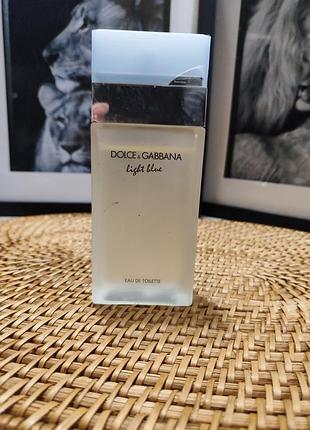 DOLCE & GABBANA
light blue
EAU DE TOILETTE